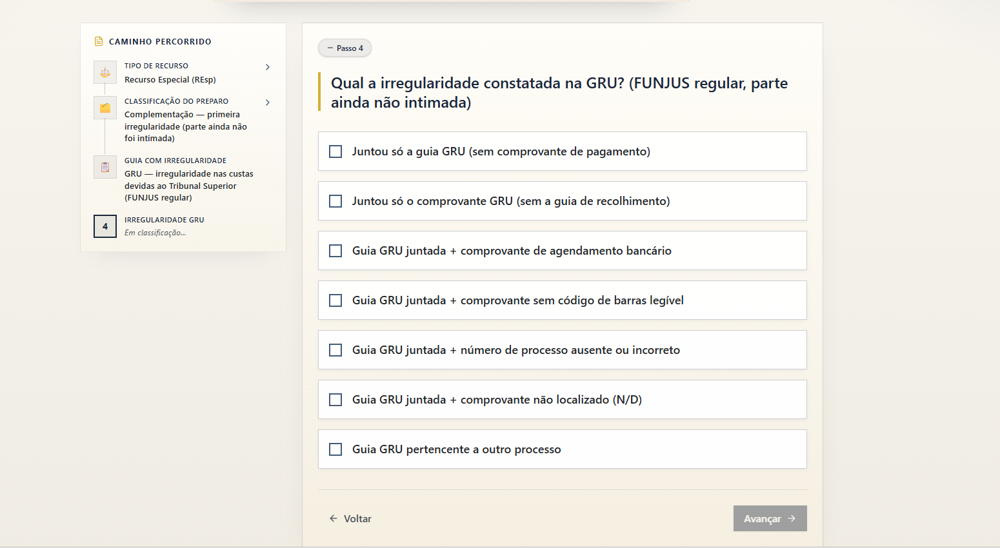 CAMINHO PERCORRIDO
TIPO DE RECURSO
Recurso Especial (REsp)
CLASSIFICAÇÃO DO PREPARO
Complementação — primeira
irregularidade (parte ainda não
foi intimada)
GUIA COM IRREGULARIDADE
GRU — irregularidade nas custas
devidas ao Tribunal Superior
(FUNJUS regular)
4
IRREGULARIDADE GRU
Em classificação...
Passo 4
Qual a irregularidade constatada na GRU? (FUNJUS regular, parte
ainda não intimada)
Juntou só a guia GRU (sem comprovante de pagamento)
Juntou só o comprovante GRU (sem a guia de recolhimento)
Guia GRU juntada + comprovante de agendamento bancário
Guia GRU juntada + comprovante sem código de barras legível
Guia GRU juntada + número de processo ausente ou incorreto
Guia GRU juntada + comprovante não localizado (N/D)
Guia GRU pertencente a outro processo
Voltar
Avançar